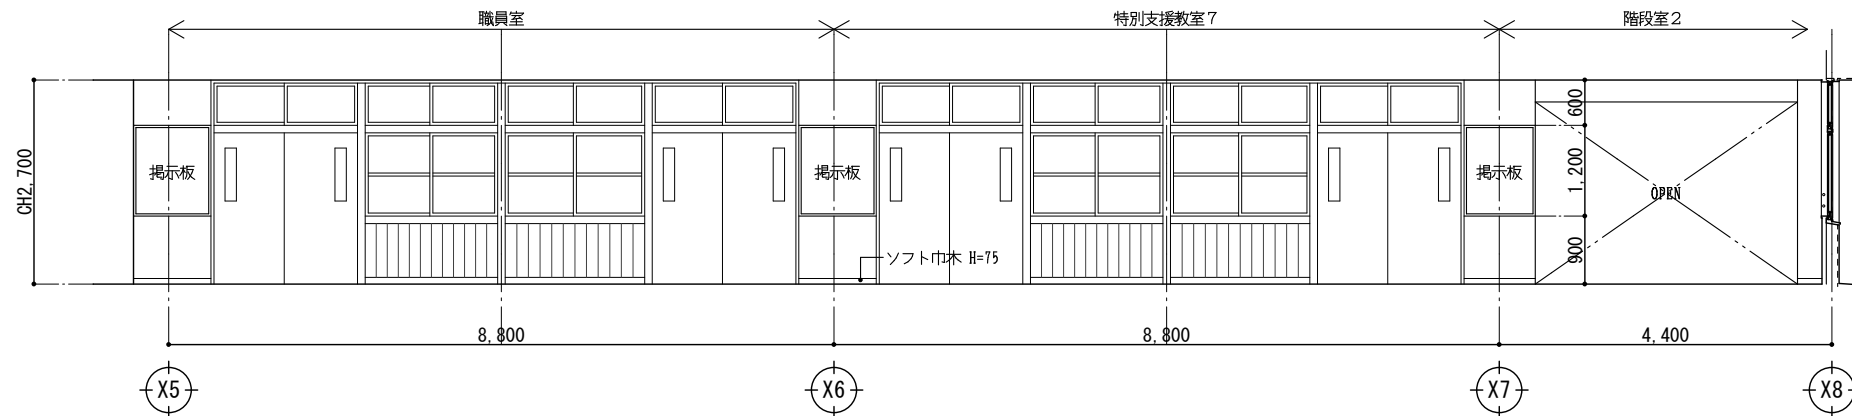 職員室
特別支援教室7
階段室2
CH2,700
掲示板
掲示板
掲示板
600
1,200
900
OPEN
ソフト巾木 H=75
8,800
8,800
4,400
X5
X6
X7
X8